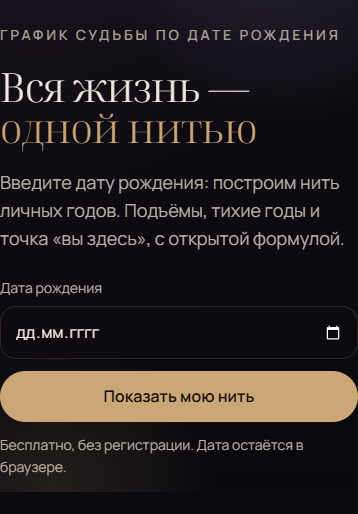 ГРАФИК СУДЬБЫ ПО ДАТЕ РОЖДЕНИЯ
Вся жизнь —
одной нитью
Введите дату рождения: построим нить
личных годов. Подъёмы, тихие годы и
точка «вы здесь», с открытой формулой.
Дата рождения
ДД.ММ.ГГГГ
Показать мою нить
Бесплатно, без регистрации. Дата остаётся в
браузере.